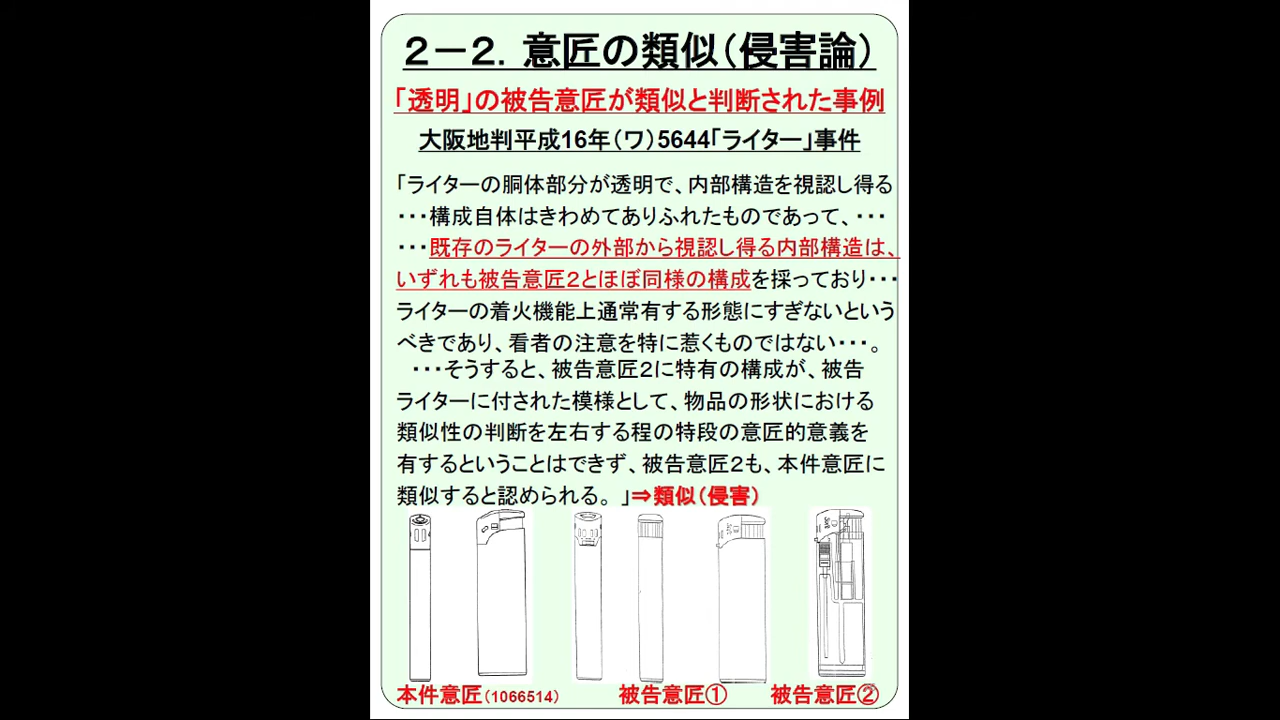 ２－２．意匠の類似（侵害論）
「透明」の被告意匠が類似と判断された事例
大阪地判平成16年（ワ）5644「ライター」事件
「ライターの胴体部分が透明で、内部構造を視認し得る
・・・構成自体はきわめてありふれたものであって、・・・
・・・既存のライターの外部から視認し得る内部構造は、
いずれも被告意匠２とほぼ同様の構成を採っており・・・
ライターの着火機能上通常有する形態にすぎないという
べきであり、看者の注意を特に惹くものではない・・・。
・・・そうすると、被告意匠２に特有の構成が、被告
ライターに付された模様として、物品の形状における
類似性の判断を左右する程の特段の意匠的意義を
有するということはできず、被告意匠２も、本件意匠に
類似すると認められる。」⇒類似（侵害）
本件意匠（1066514） 被告意匠① 被告意匠②